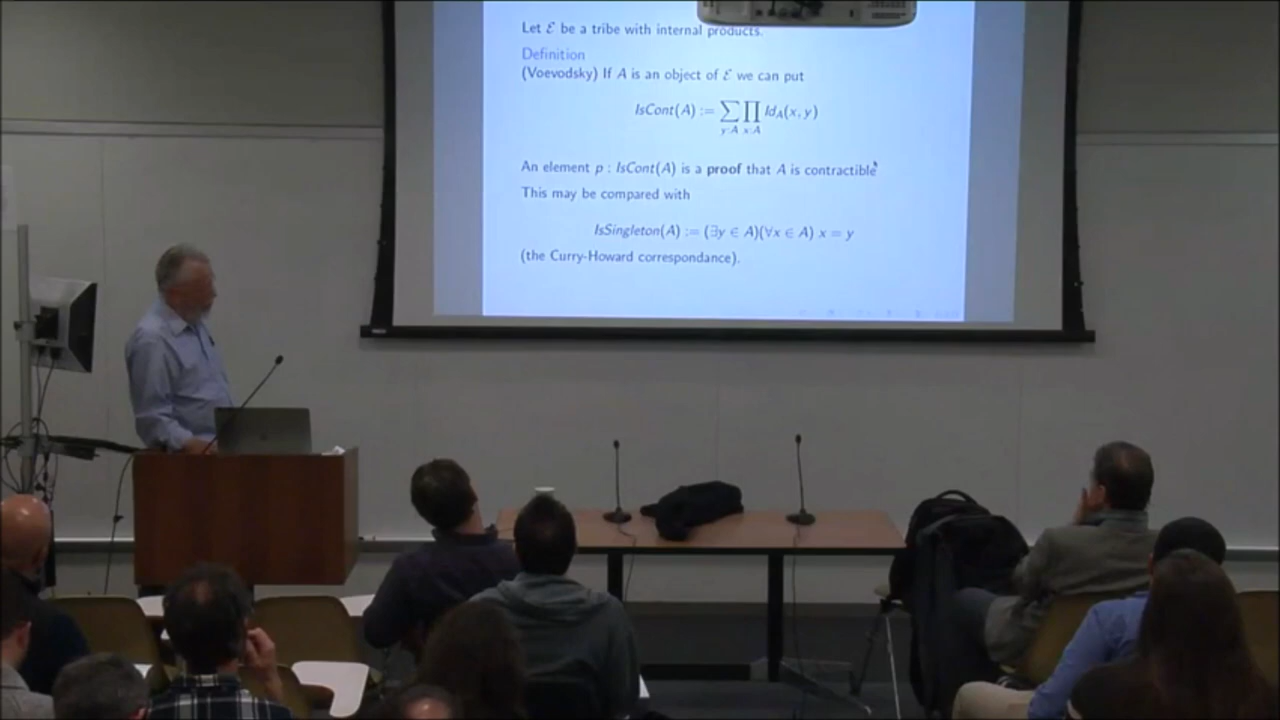 Let ℰ be a tribe with internal products.
Definition
(Voevodsky) If A is an object of ℰ we can put
IsCont(A) := ∑ ∏ Id_A(x, y)
y:A x:A
An element p : IsCont(A) is a proof that A is contractible
This may be compared with
IsSingleton(A) := (∃y ∈ A)(∀x ∈ A) x = y
(the Curry-Howard correspondance).